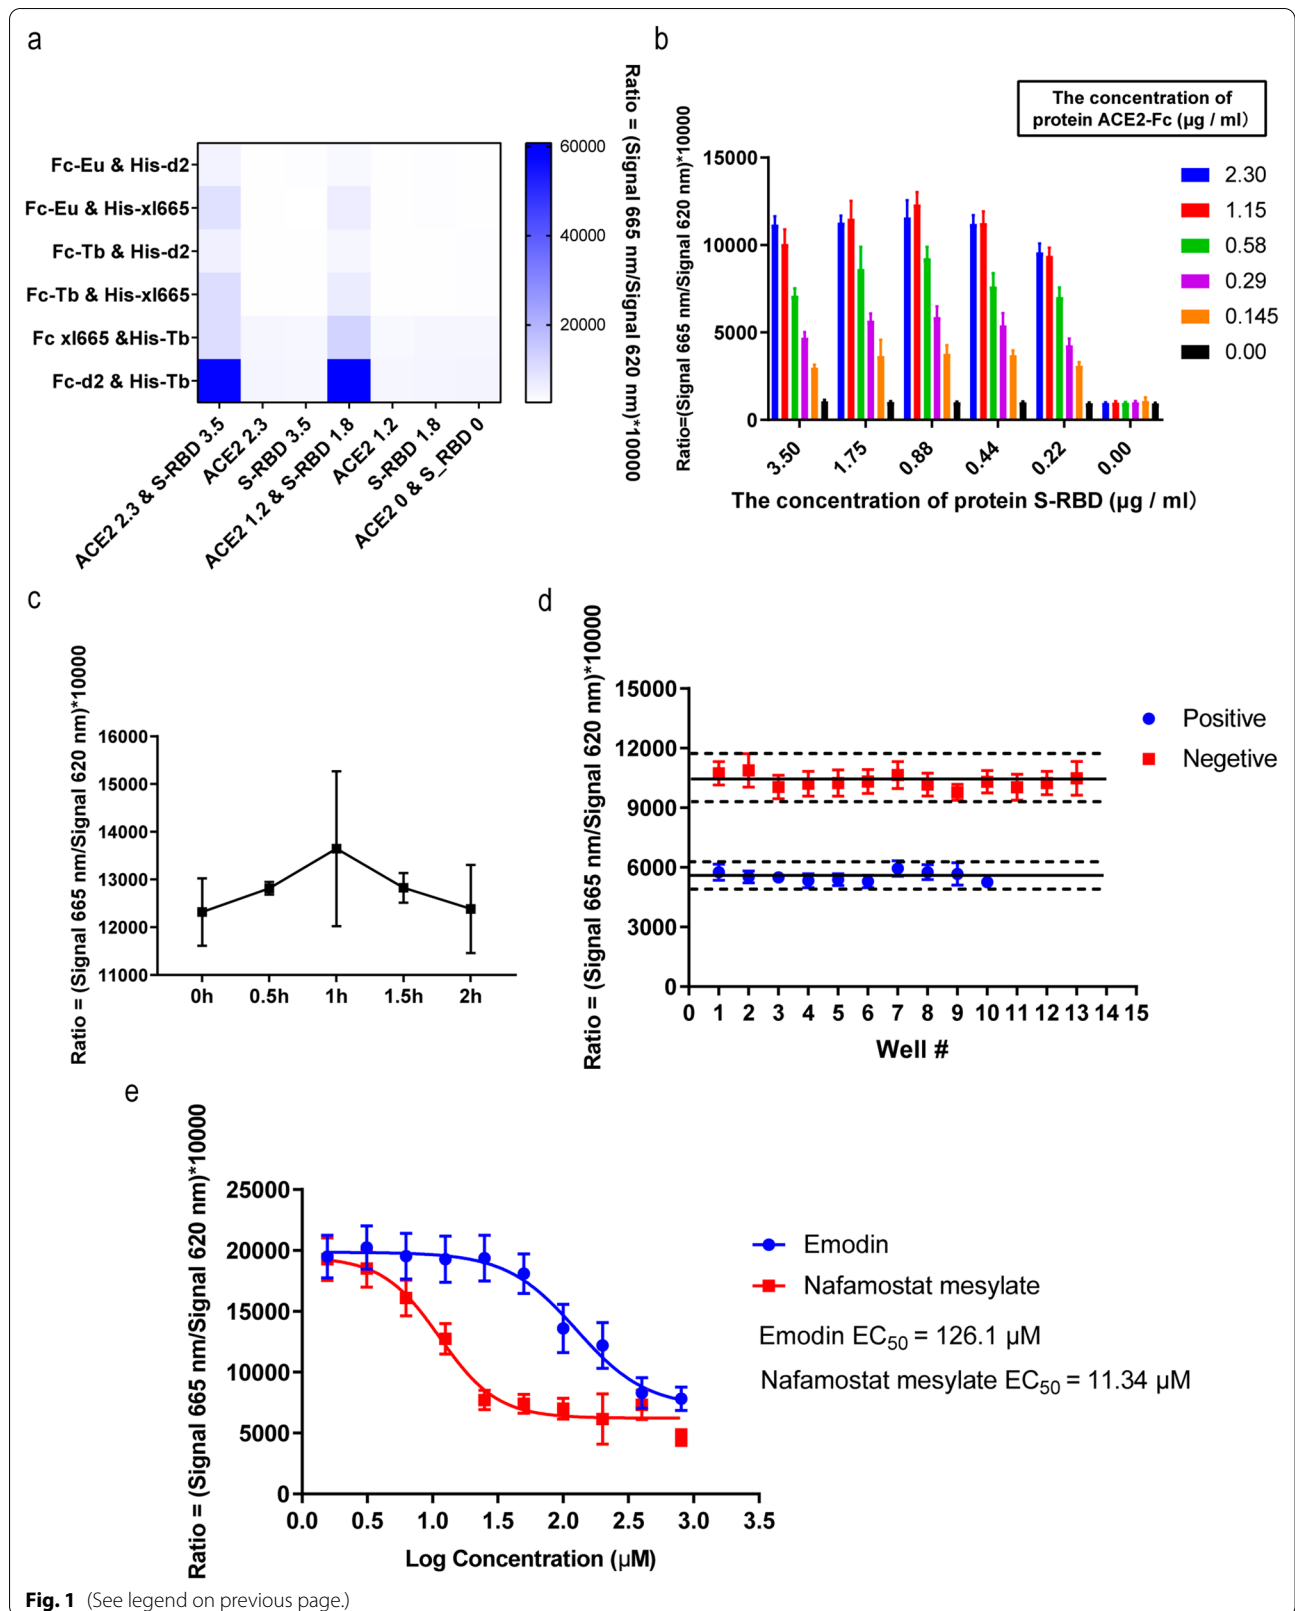 a
Fc-Eu & His-d2
Fc-Eu & His-xl665
Fc-Tb & His-d2
Fc-Tb & His-xl665
Fc xl665 &His-Tb
Fc-d2 & His-Tb
ACE2 2.3 & S-RBD 3.5
ACE2 2.3
S-RBD 3.5
ACE2 1.2 & S-RBD 1.8
ACE2 1.2
S-RBD 1.8
ACE2 0 & S_RBD 0
60000
40000
20000
Ratio = (Signal 665 nm/Signal 620 nm)*10000
b
The concentration of
protein ACE2-Fc (μg / ml)
2.30
1.15
0.58
0.29
0.145
0.00
Ratio=(Signal 665 nm/Signal 620 nm)*10000
15000
10000
5000
0
3.50
1.75
0.88
0.44
0.22
0.00
The concentration of protein S-RBD (μg / ml)
c
Ratio = (Signal 665 nm/Signal 620 nm)*10000
16000
15000
14000
13000
12000
11000
0h
0.5h
1h
1.5h
2h
d
Ratio = (Signal 665 nm/Signal 620 nm)*10000
15000
12000
9000
6000
3000
0
0 1 2 3 4 5 6 7 8 9 10 11 12 13 14 15
Well #
Positive
Negetive
e
Ratio = (Signal 665 nm/Signal 620 nm)*10000
25000
20000
15000
10000
5000
0
0.0 0.5 1.0 1.5 2.0 2.5 3.0 3.5
Log Concentration (μM)
Emodin
Nafamostat mesylate
Emodin EC50 = 126.1 μM
Nafamostat mesylate EC50 = 11.34 μM
Fig. 1 (See legend on previous page.)